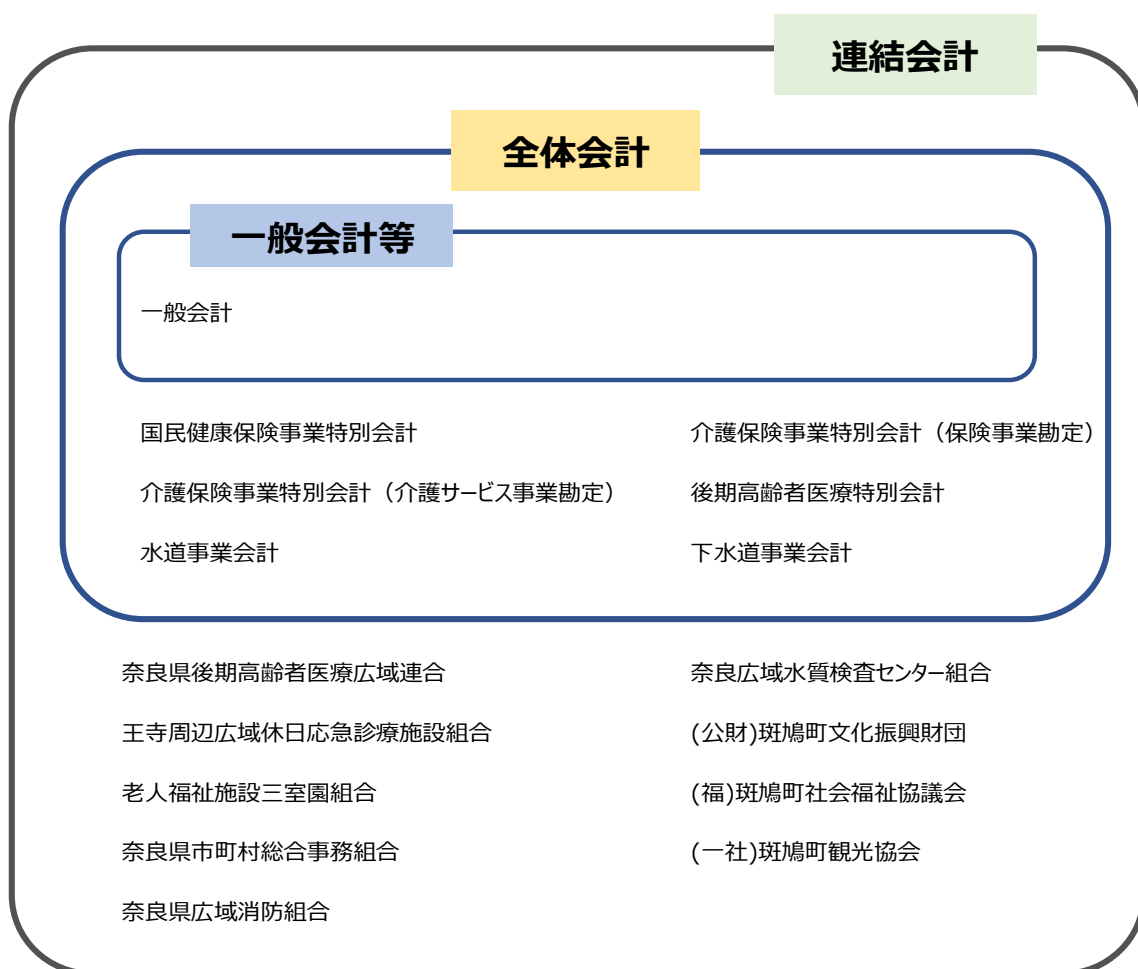 連結会計
全体会計
一般会計等
一般会計
国民健康保険事業特別会計
介護保険事業特別会計（保険事業勘定）
介護保険事業特別会計（介護サービス事業勘定）
後期高齢者医療特別会計
水道事業会計
下水道事業会計
奈良県後期高齢者医療広域連合
奈良広域水質検査センター組合
王寺周辺広域休日応急診療施設組合
(公財)斑鳩町文化振興財団
老人福祉施設三室園組合
(福)斑鳩町社会福祉協議会
奈良県市町村総合事務組合
(一社)斑鳩町観光協会
奈良県広域消防組合